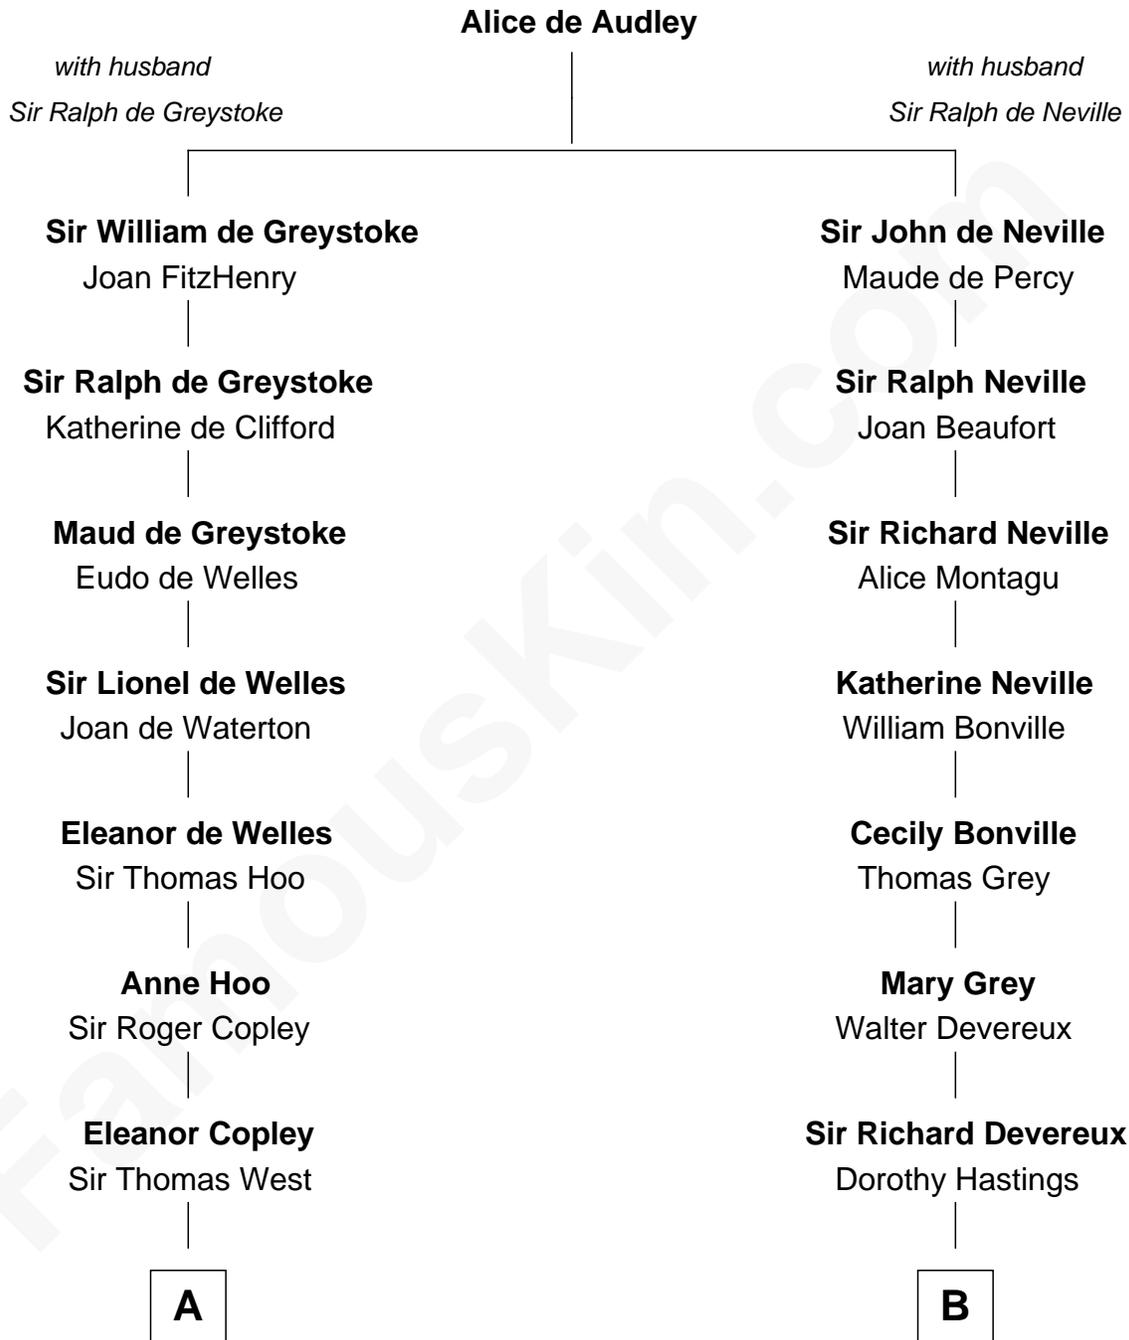 Alice de Audley
with husband
Sir Ralph de Greystoke
with husband
Sir Ralph de Neville
Sir William de Greystoke
Joan FitzHenry
Sir John de Neville
Maude de Percy
Sir Ralph de Greystoke
Katherine de Clifford
Sir Ralph Neville
Joan Beaufort
Maud de Greystoke
Eudo de Welles
Sir Richard Neville
Alice Montagu
Sir Lionel de Welles
Joan de Waterton
Katherine Neville
William Bonville
Eleanor de Welles
Sir Thomas Hoo
Cecily Bonville
Thomas Grey
Anne Hoo
Sir Roger Copley
Mary Grey
Walter Devereux
Eleanor Copley
Sir Thomas West
Sir Richard Devereux
Dorothy Hastings
A
B
FamousKin.com